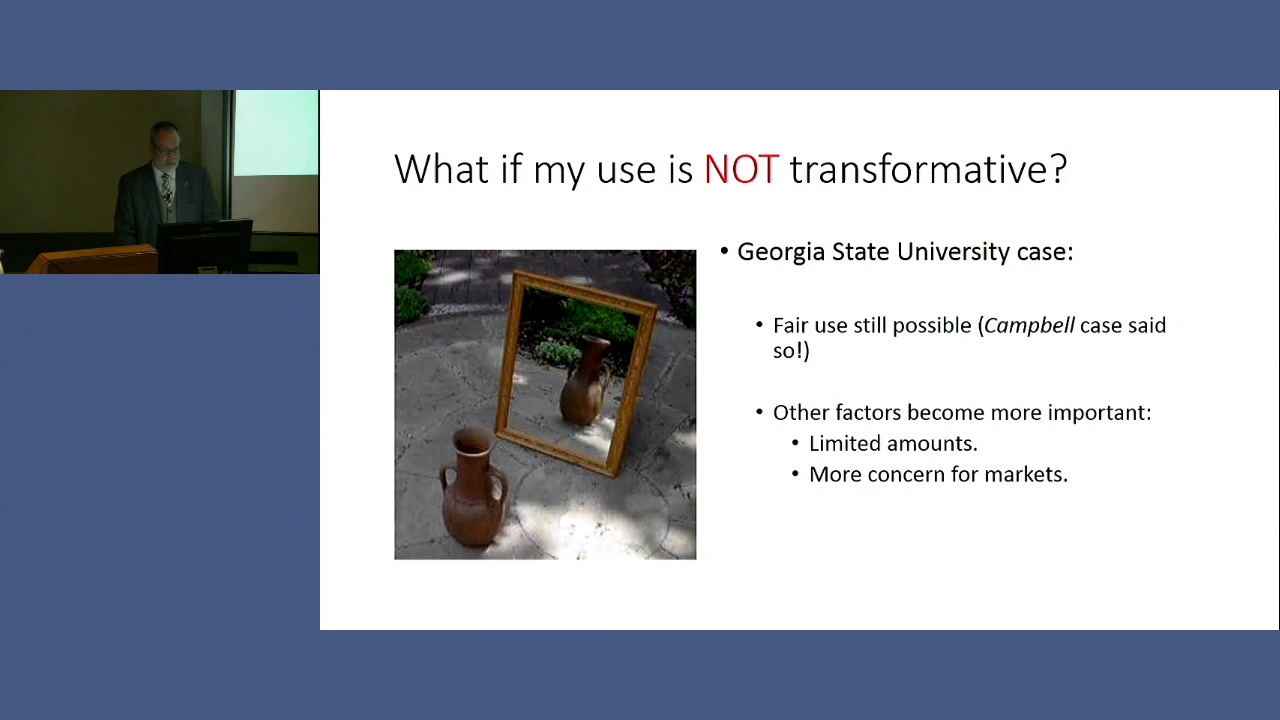 What if my use is NOT transformative?
• Georgia State University case:
• Fair use still possible (Campbell case said
so!)
• Other factors become more important:
• Limited amounts.
• More concern for markets.